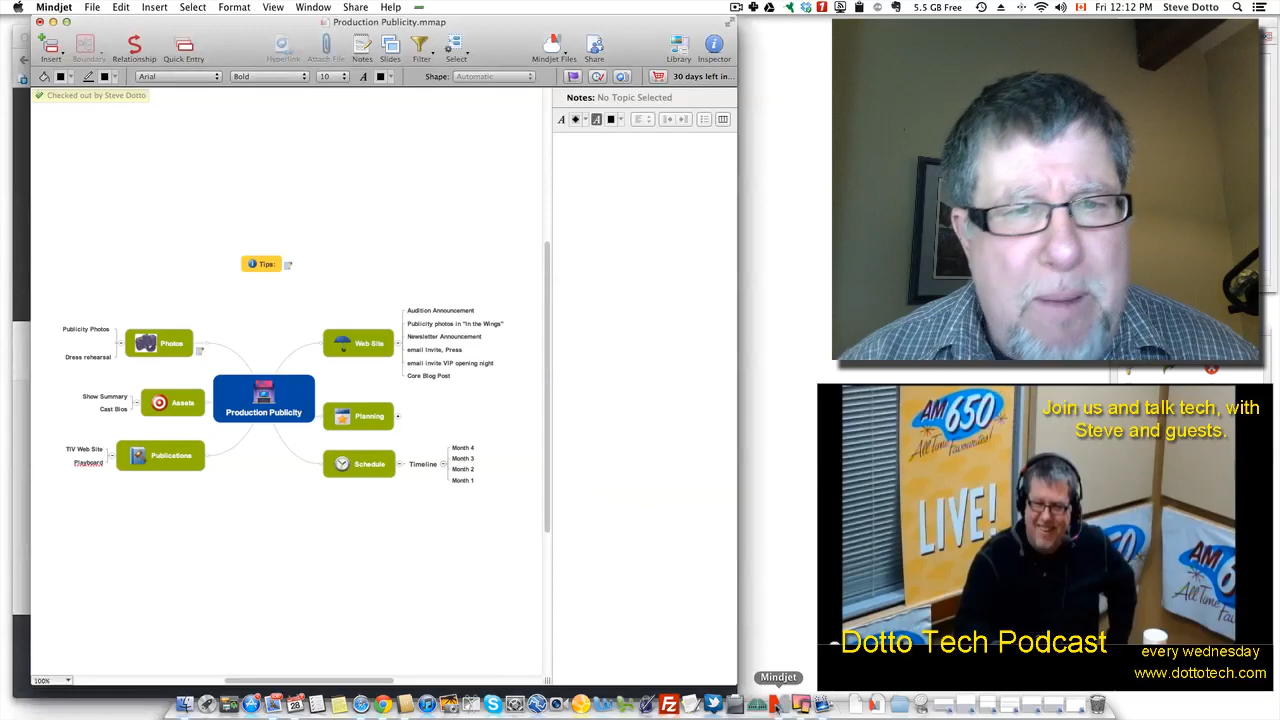 Mindjet File Edit Insert Select Format View Window Share Help
5.5 GB Free
1
Fri 12:12 PM Steve Dotto
Production Publicity.mmap
Insert Boundary Relationship Quick Entry Hyperlink Attach File Notes Slides Filter Select Mindjet Files Share Library Inspector
Arial Bold 10 A Shape: Automatic 30 days left in...
Checked out by Steve Dotto
Notes: No Topic Selected
A A
Tips:
Audition Announcement
Publicity photos in "In the Wings"
Newsletter Announcement
email Invite, Press
email invite VIP opening night
Core Blog Post
Web Site
Publicity Photos
Dress rehearsal
Photos
Show Summary
Cast Bios
Assets
Production Publicity
Planning
TIV Web Site
Playboard
Publications
Schedule
Timeline
Month 4
Month 3
Month 2
Month 1
100%
Mindjet
AM650
All Time Favourites!
LIVE!
Join us and talk tech, with
Steve and guests.
Dotto Tech Podcast
every wednesday
www.dottotech.com